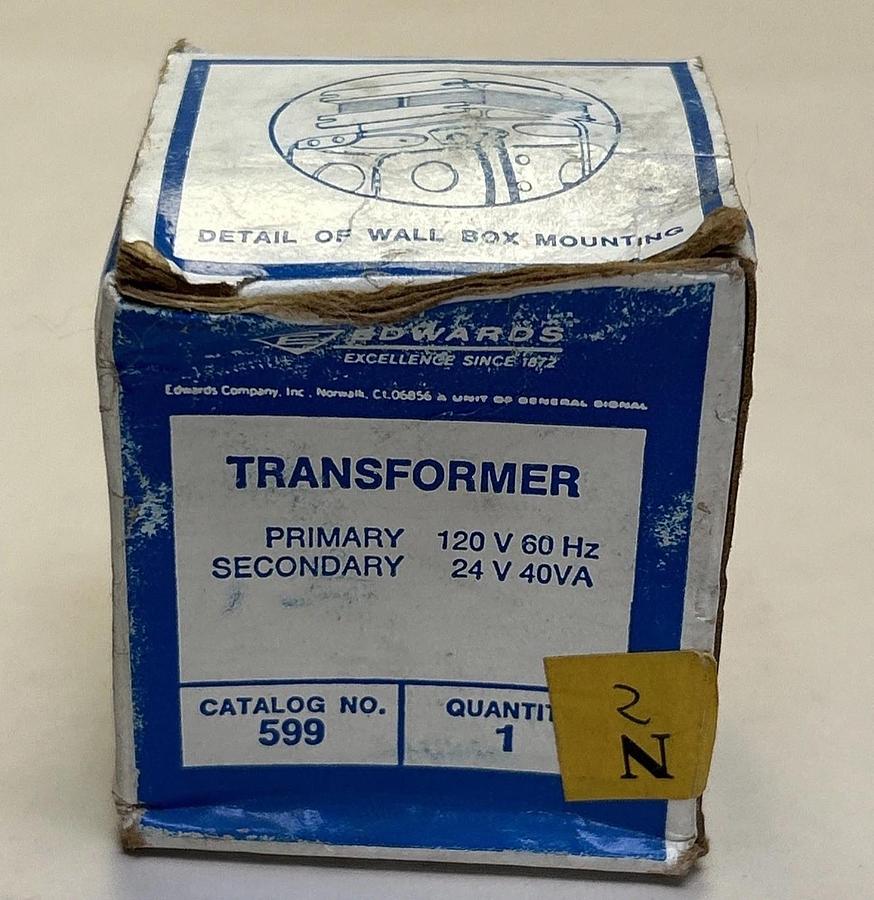 DETAIL OF WALL BOX MOUNTING
E EDWARDS
EXCELLENCE SINCE 1872
Edwards Company, Inc., Norwalk, Ct. 06856 A UNIT OF GENERAL SIGNAL
TRANSFORMER
PRIMARY 120 V 60 Hz
SECONDARY 24 V 40VA
CATALOG NO.
599
QUANTIT
1
2
N